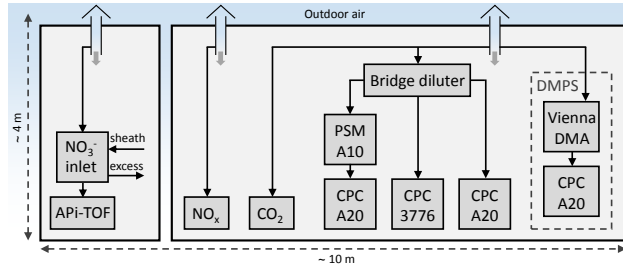 Outdoor air
~ 4 m
Bridge diluter
DMPS
PSM
A10
Vienna
DMA
NO₃⁻
inlet
sheath
excess
APi-TOF
NOₓ
CO₂
CPC
A20
CPC
3776
CPC
A20
CPC
A20
~ 10 m